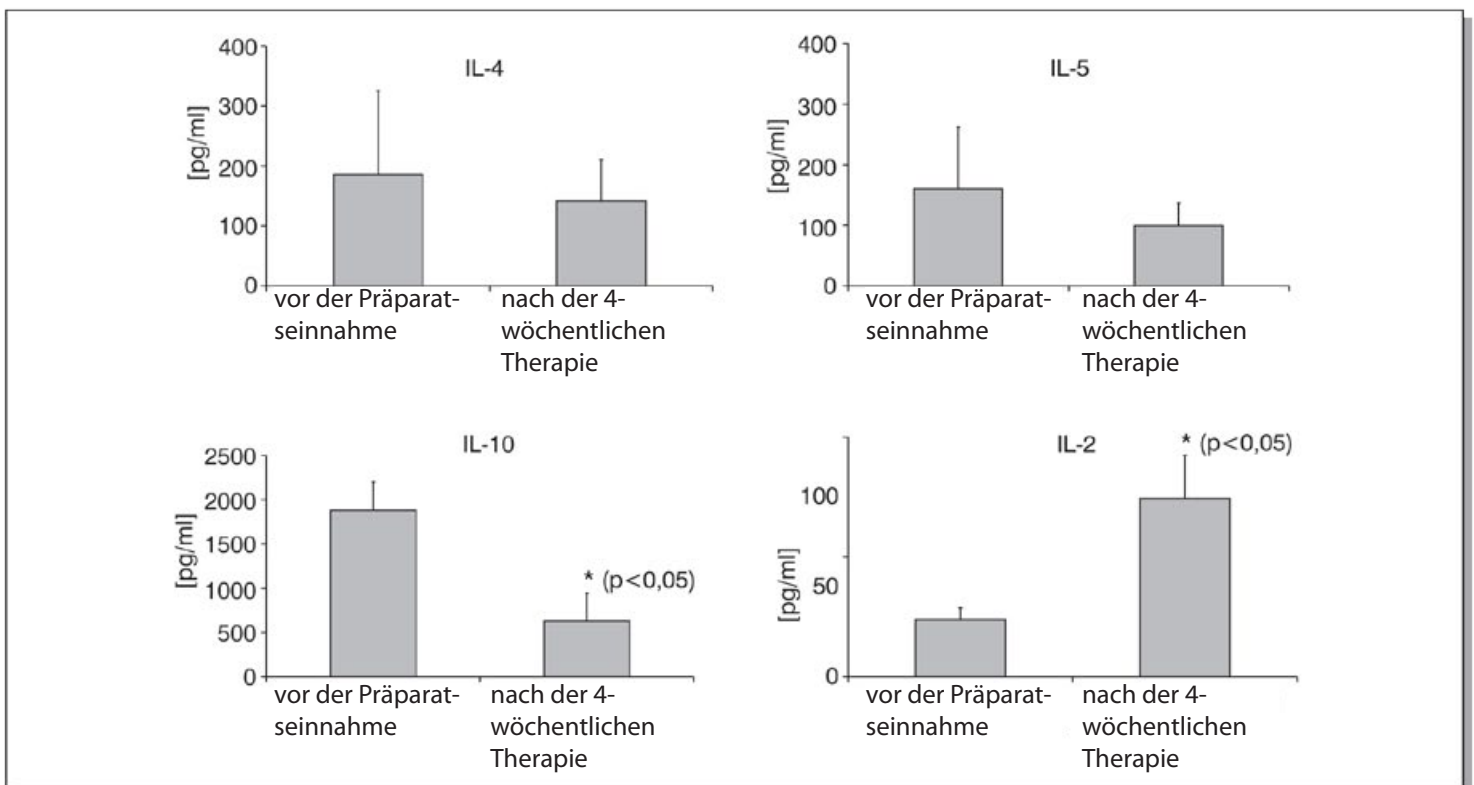 IL-4
400
300
200
100
0
[pg/ml]
vor der Präparat-
seinnahme
nach der 4-
wöchentlichen
Therapie
IL-5
400
300
200
100
0
[pg/ml]
vor der Präparat-
seinnahme
nach der 4-
wöchentlichen
Therapie
IL-10
2500
2000
1500
1000
500
0
[pg/ml]
* (p<0,05)
vor der Präparat-
seinnahme
nach der 4-
wöchentlichen
Therapie
IL-2
* (p<0,05)
100
50
0
[pg/ml]
vor der Präparat-
seinnahme
nach der 4-
wöchentlichen
Therapie